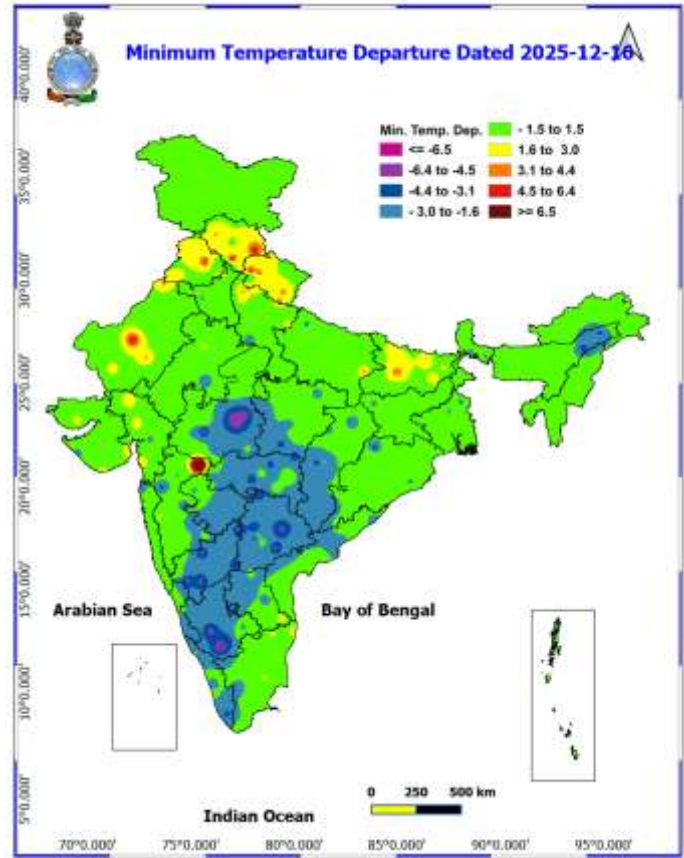 Minimum Temperature Departure Dated 2025-12-16
Min. Temp. Dep.
<= -6.5
-6.4 to -4.5
-4.4 to -3.1
- 3.0 to -1.6
- 1.5 to 1.5
1.6 to 3.0
3.1 to 4.4
4.5 to 6.4
>= 6.5
40°0.000'
35°0.000'
30°0.000'
25°0.000'
20°0.000'
15°0.000'
10°0.000'
5°0.000'
Arabian Sea
Bay of Bengal
Indian Ocean
0 250 500 km
70°0.000' 75°0.000' 80°0.000' 85°0.000' 90°0.000' 95°0.000'